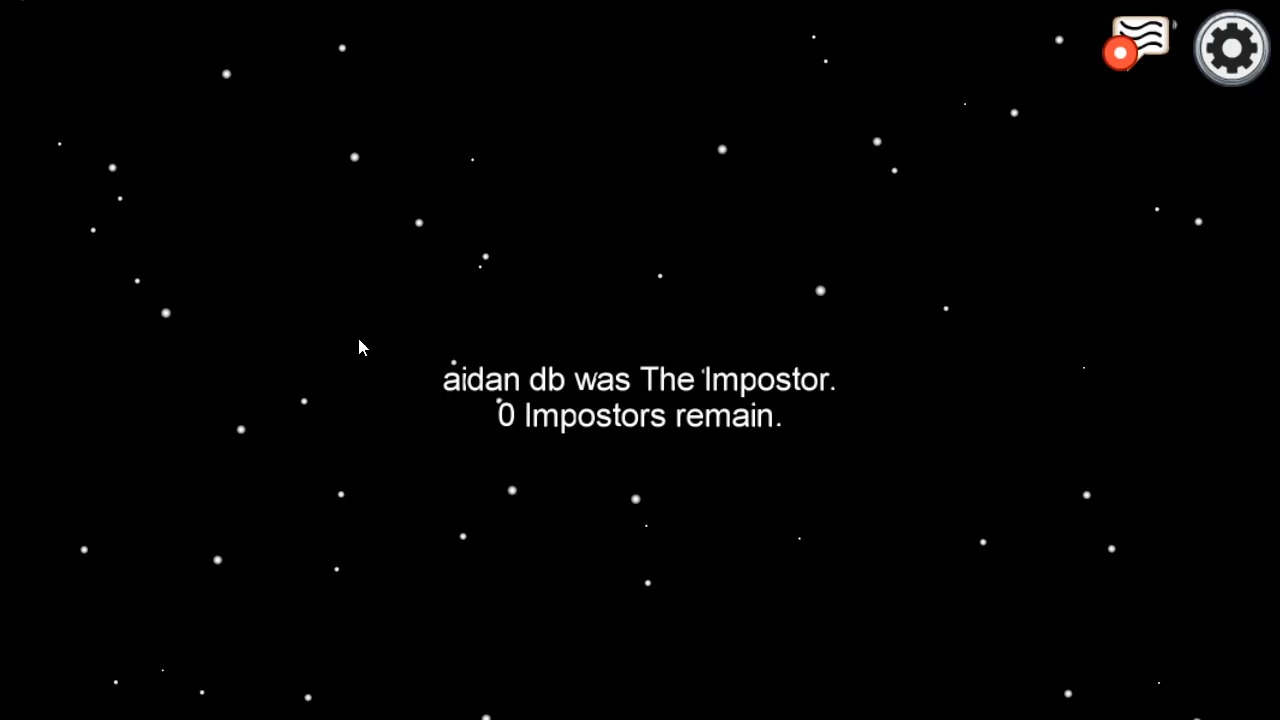 aidan db was The Impostor.
0 Impostors remain.